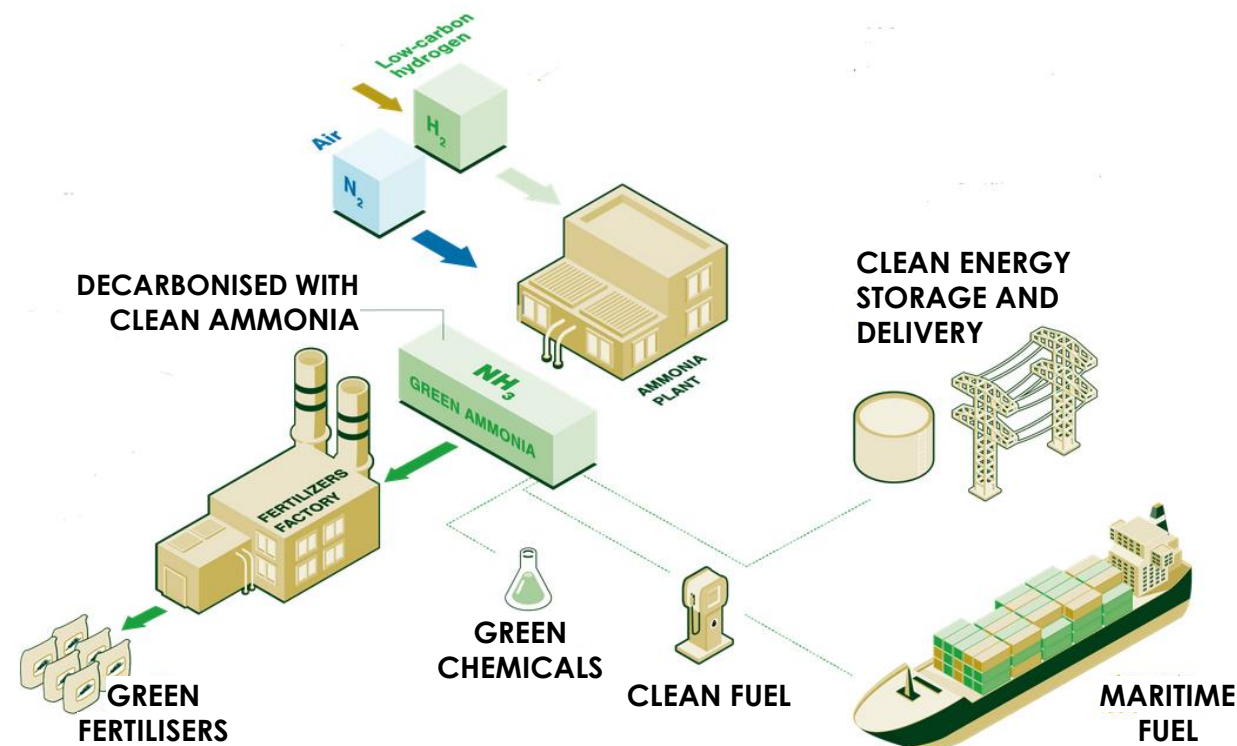 Low-carbon
hydrogen
H2
Air
N2
AMMONIA
PLANT
DECARBONISED WITH
CLEAN AMMONIA
NH3
GREEN AMMONIA
CLEAN ENERGY
STORAGE AND
DELIVERY
FERTILIZERS
FACTORY
GREEN
CHEMICALS
CLEAN FUEL
GREEN
FERTILISERS
MARITIME
FUEL